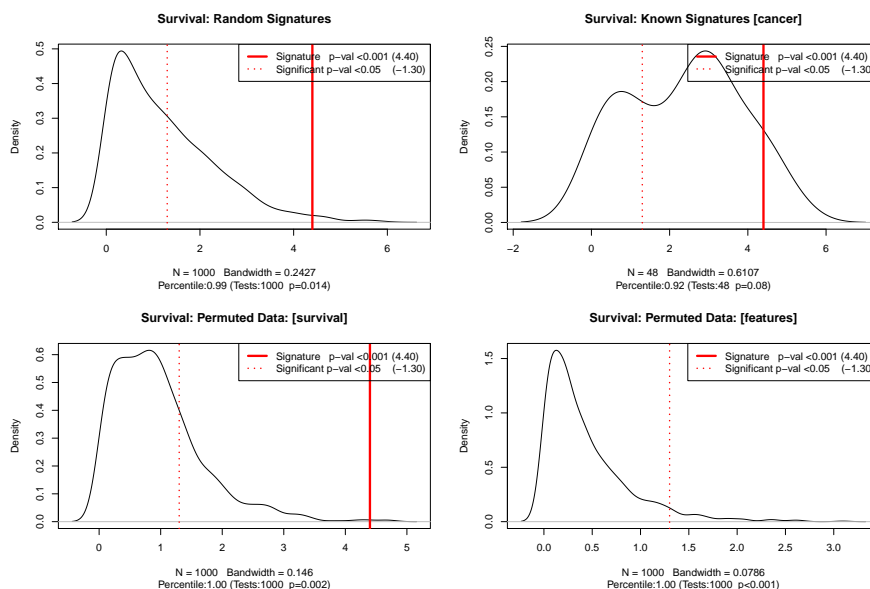 Survival: Random Signatures
Signature p−val <0.001 (4.40)
Significant p−val <0.05 (−1.30)
Density
0.0 0.1 0.2 0.3 0.4 0.5
0 2 4 6
N = 1000 Bandwidth = 0.2427
Percentile:0.99 (Tests:1000 p=0.014)
Survival: Known Signatures [cancer]
Signature p−val <0.001 (4.40)
Significant p−val <0.05 (−1.30)
Density
0.00 0.05 0.10 0.15 0.20 0.25
−2 0 2 4 6
N = 48 Bandwidth = 0.6107
Percentile:0.92 (Tests:48 p=0.08)
Survival: Permuted Data: [survival]
Signature p−val <0.001 (4.40)
Significant p−val <0.05 (−1.30)
Density
0.0 0.1 0.2 0.3 0.4 0.5 0.6
0 1 2 3 4 5
N = 1000 Bandwidth = 0.146
Percentile:1.00 (Tests:1000 p=0.002)
Survival: Permuted Data: [features]
Signature p−val <0.001 (4.40)
Significant p−val <0.05 (−1.30)
Density
0.0 0.5 1.0 1.5
0.0 0.5 1.0 1.5 2.0 2.5 3.0
N = 1000 Bandwidth = 0.0786
Percentile:1.00 (Tests:1000 p<0.001)